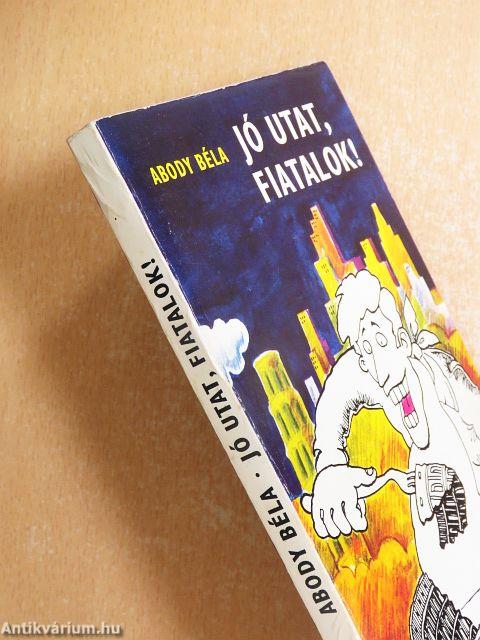 ABODY BÉLA
JÓ UTAT,
FIATALOK!
ABODY BÉLA • JÓ UTAT, FIATALOK!
Antikvárium.hu